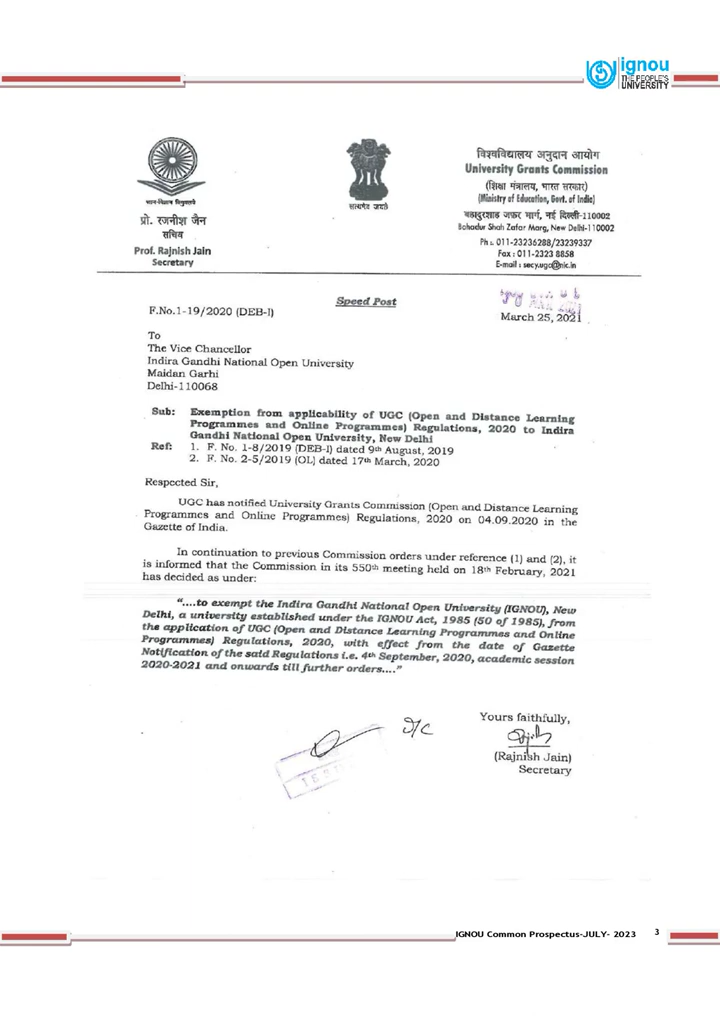 ignou
THE PEOPLE'S
UNIVERSITY
ज्ञान-विज्ञान विमुक्तये
प्रो. रजनीश जैन
सचिव
Prof. Rajnish Jain
Secretary
सत्यमेव जयते
विश्वविद्यालय अनुदान आयोग
University Grants Commission
(शिक्षा मंत्रालय, भारत सरकार)
(Ministry of Education, Govt. of India)
बहादुरशाह ज़फ़र मार्ग, नई दिल्ली-110002
Bahadur Shah Zafar Marg, New Delhi-110002
Ph : 011-23236288/23239337
Fax : 011-2323 8858
E-mail : secy.ugc@nic.in
Speed Post
F.No.1-19/2020 (DEB-I)
March 25, 2021
To
The Vice Chancellor
Indira Gandhi National Open University
Maidan Garhi
Delhi-110068
Sub: Exemption from applicability of UGC (Open and Distance Learning
Programmes and Online Programmes) Regulations, 2020 to Indira
Gandhi National Open University, New Delhi
Ref: 1. F. No. 1-8/2019 (DEB-I) dated 9th August, 2019
2. F. No. 2-5/2019 (OL) dated 17th March, 2020
Respected Sir,
UGC has notified University Grants Commission (Open and Distance Learning
Programmes and Online Programmes) Regulations, 2020 on 04.09.2020 in the
Gazette of India.
In continuation to previous Commission orders under reference (1) and (2), it
is informed that the Commission in its 550th meeting held on 18th February, 2021
has decided as under:
"....to exempt the Indira Gandhi National Open University (IGNOU), New
Delhi, a university established under the IGNOU Act, 1985 (50 of 1985), from
the application of UGC (Open and Distance Learning Programmes and Online
Programmes) Regulations, 2020, with effect from the date of Gazette
Notification of the said Regulations i.e. 4th September, 2020, academic session
2020-2021 and onwards till further orders...."
Yours faithfully,
(Rajnish Jain)
Secretary
IGNOU Common Prospectus-JULY- 2023 3